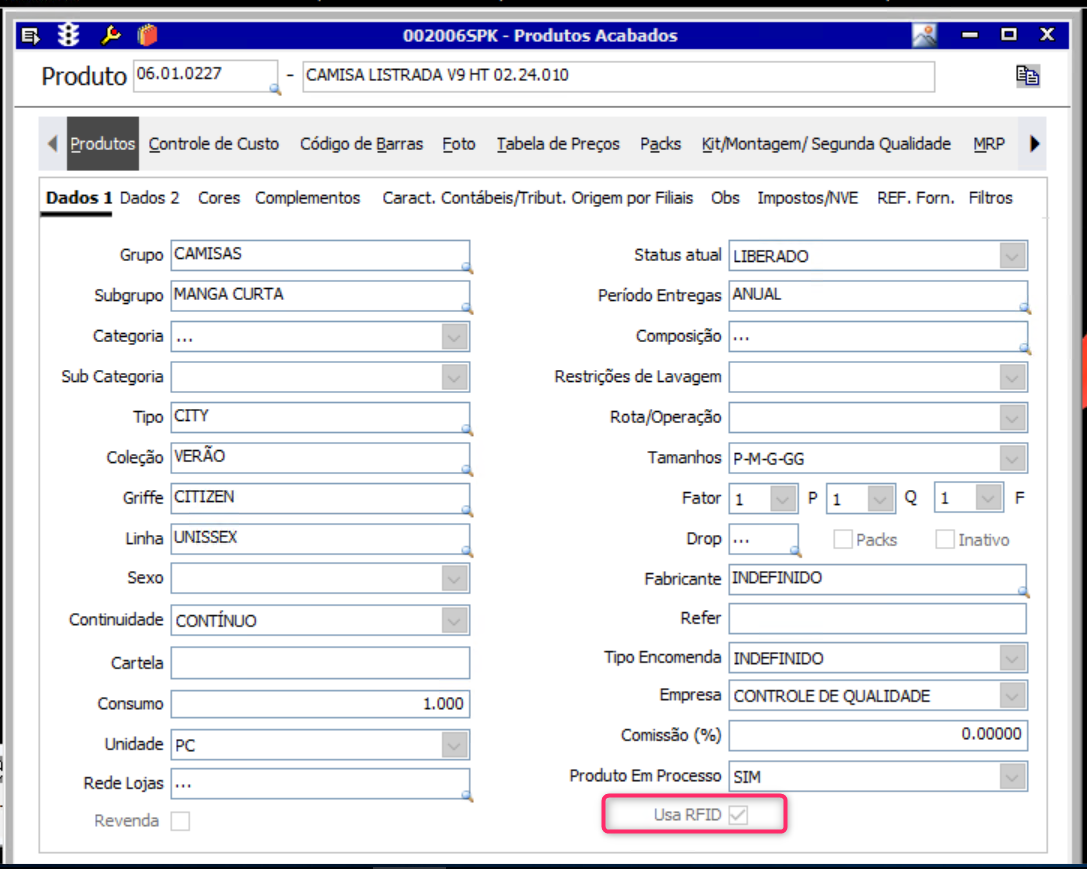 002006SPK - Produtos Acabados
Produto 06.01.0227 - CAMISA LISTRADA V9 HT 02.24.010
Produtos Controle de Custo Código de Barras Foto Tabela de Preços Packs Kit/Montagem/ Segunda Qualidade MRP
Dados 1 Dados 2 Cores Complementos Caract. Contábeis/Tribut. Origem por Filiais Obs Impostos/NVE REF. Forn. Filtros
Grupo CAMISAS
Subgrupo MANGA CURTA
Categoria ...
Sub Categoria
Tipo CITY
Coleção VERÃO
Griffe CITIZEN
Linha UNISSEX
Sexo
Continuidade CONTÍNUO
Cartela
Consumo 1.000
Unidade PC
Rede Lojas ...
Revenda
Status atual LIBERADO
Período Entregas ANUAL
Composição ...
Restrições de Lavagem
Rota/Operação
Tamanhos P-M-G-GG
Fator 1 P 1 Q 1 F
Drop ... Packs Inativo
Fabricante INDEFINIDO
Refer
Tipo Encomenda INDEFINIDO
Empresa CONTROLE DE QUALIDADE
Comissão (%) 0.00000
Produto Em Processo SIM
Usa RFID